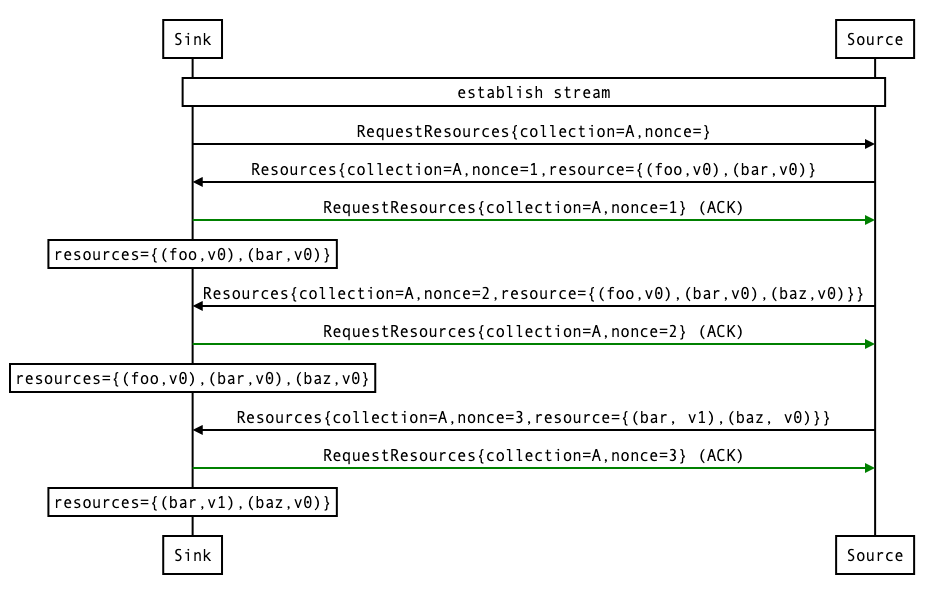 Sink
Source
establish stream
RequestResources{collection=A,nonce=}
Resources{collection=A,nonce=1,resource={(foo,v0),(bar,v0)}
RequestResources{collection=A,nonce=1} (ACK)
resources={(foo,v0),(bar,v0)}
Resources{collection=A,nonce=2,resource={(foo,v0),(bar,v0),(baz,v0)}}
RequestResources{collection=A,nonce=2} (ACK)
resources={(foo,v0),(bar,v0),(baz,v0}
Resources{collection=A,nonce=3,resource={(bar, v1),(baz, v0)}}
RequestResources{collection=A,nonce=3} (ACK)
resources={(bar,v1),(baz,v0)}
Sink
Source